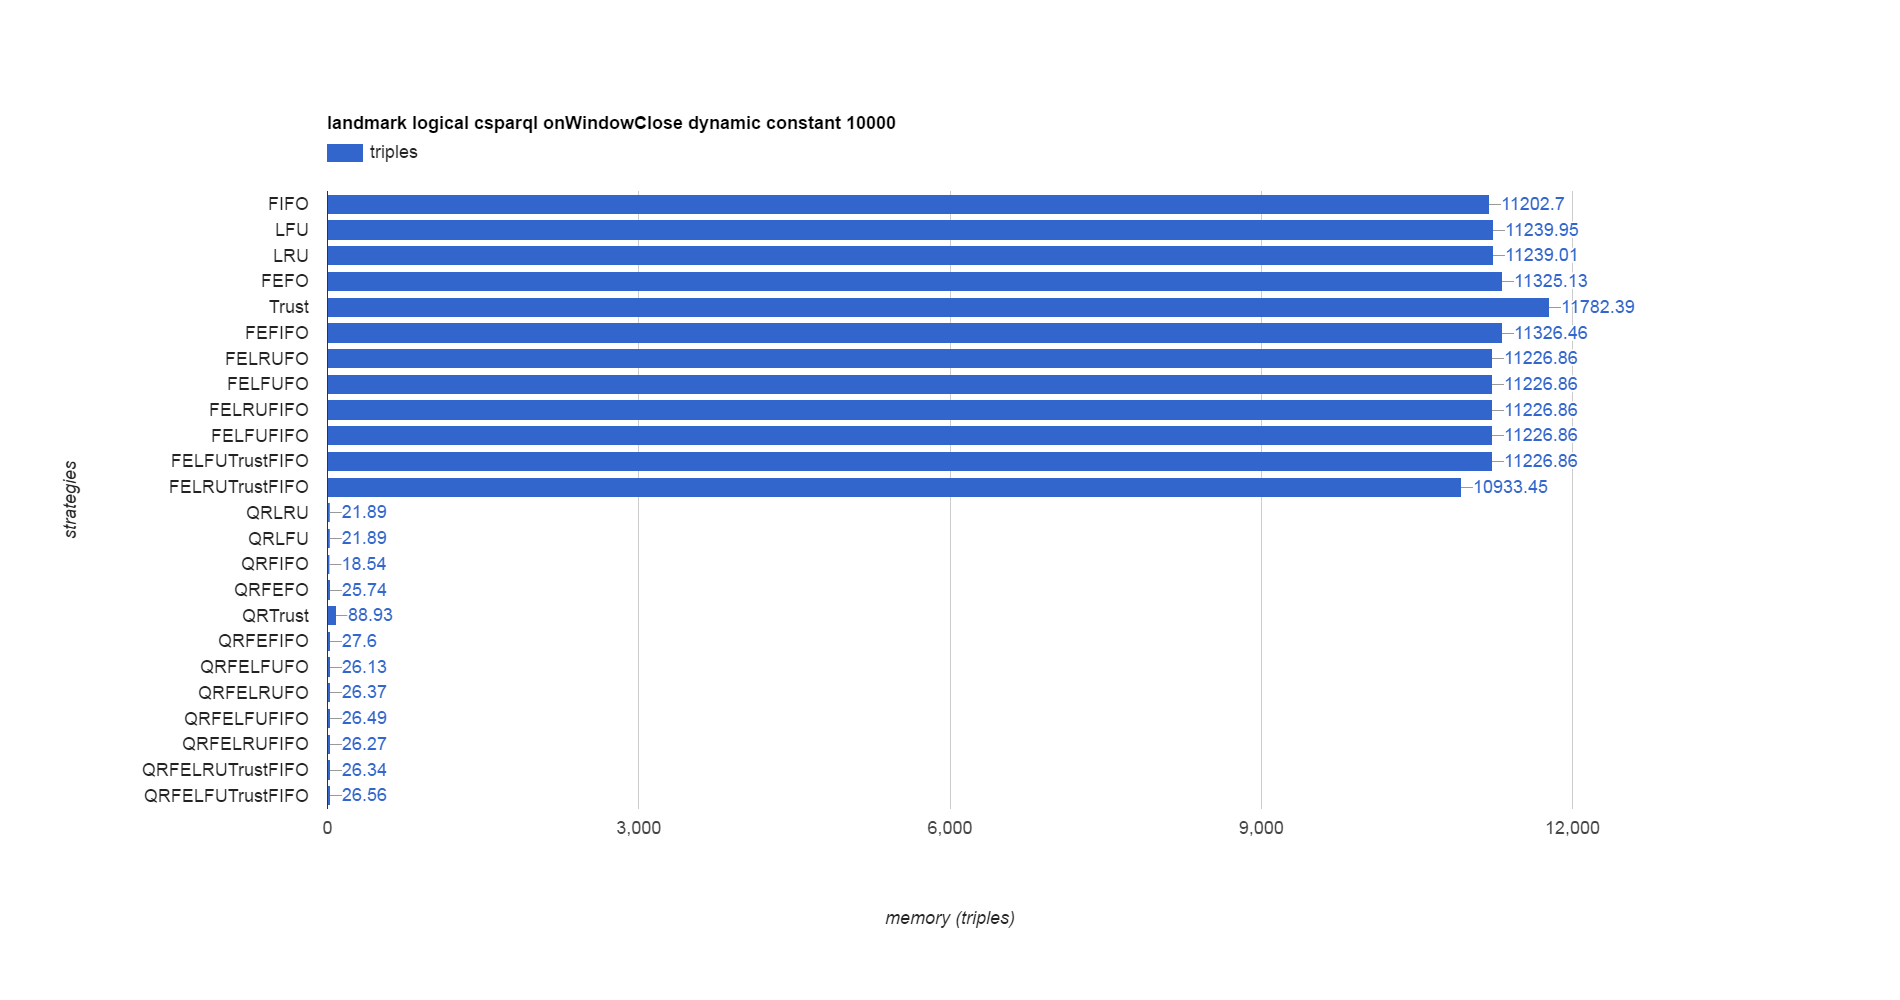 landmark logical csparql onWindowClose dynamic constant 10000
triples
FIFO 11202.7
LFU 11239.95
LRU 11239.01
FEFO 11325.13
Trust 11782.39
FEFIFO 11326.46
FELRUFO 11226.86
FELFUFO 11226.86
FELRUFIFO 11226.86
FELFUFIFO 11226.86
FELFUTrustFIFO 11226.86
FELRUTrustFIFO 10933.45
QRLRU 21.89
QRLFU 21.89
QRFIFO 18.54
QRFEFO 25.74
QRTrust 88.93
QRFEFIFO 27.6
QRFELFUFO 26.13
QRFELRUFO 26.37
QRFELFUFIFO 26.49
QRFELRUFIFO 26.27
QRFELRUTrustFIFO 26.34
QRFELFUTrustFIFO 26.56
strategies
0 3,000 6,000 9,000 12,000
memory (triples)